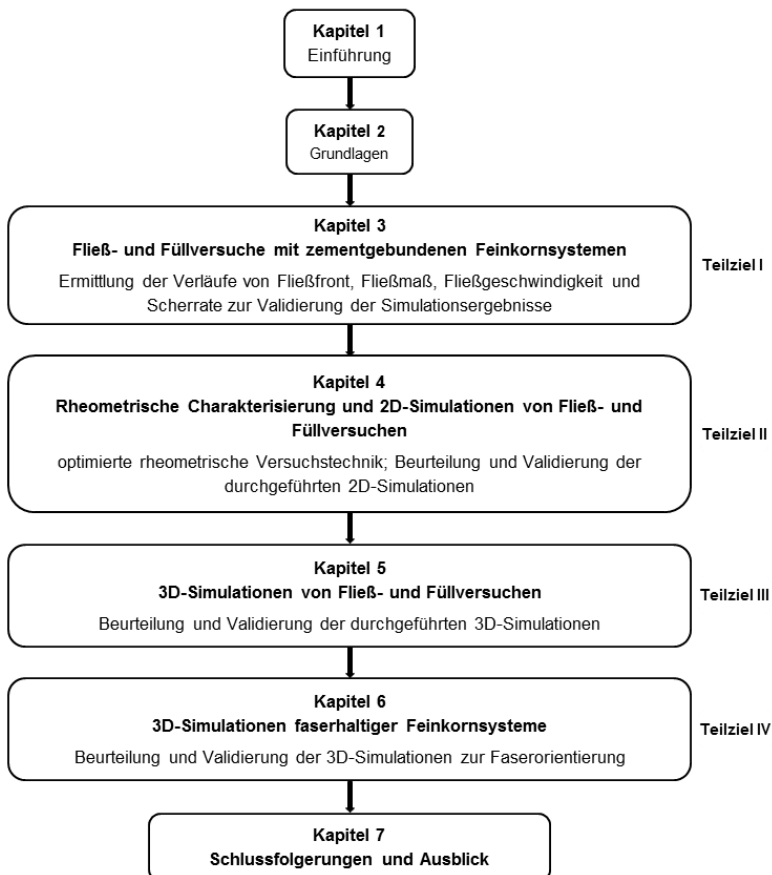 Kapitel 1
Einführung
Kapitel 2
Grundlagen
Kapitel 3
Fließ- und Füllversuche mit zementgebundenen Feinkornsystemen
Ermittlung der Verläufe von Fließfront, Fließmaß, Fließgeschwindigkeit und
Scherrate zur Validierung der Simulationsergebnisse
Teilziel I
Kapitel 4
Rheometrische Charakterisierung und 2D-Simulationen von Fließ- und
Füllversuchen
optimierte rheometrische Versuchstechnik; Beurteilung und Validierung der
durchgeführten 2D-Simulationen
Teilziel II
Kapitel 5
3D-Simulationen von Fließ- und Füllversuchen
Beurteilung und Validierung der durchgeführten 3D-Simulationen
Teilziel III
Kapitel 6
3D-Simulationen faserhaltiger Feinkornsysteme
Beurteilung und Validierung der 3D-Simulationen zur Faserorientierung
Teilziel IV
Kapitel 7
Schlussfolgerungen und Ausblick